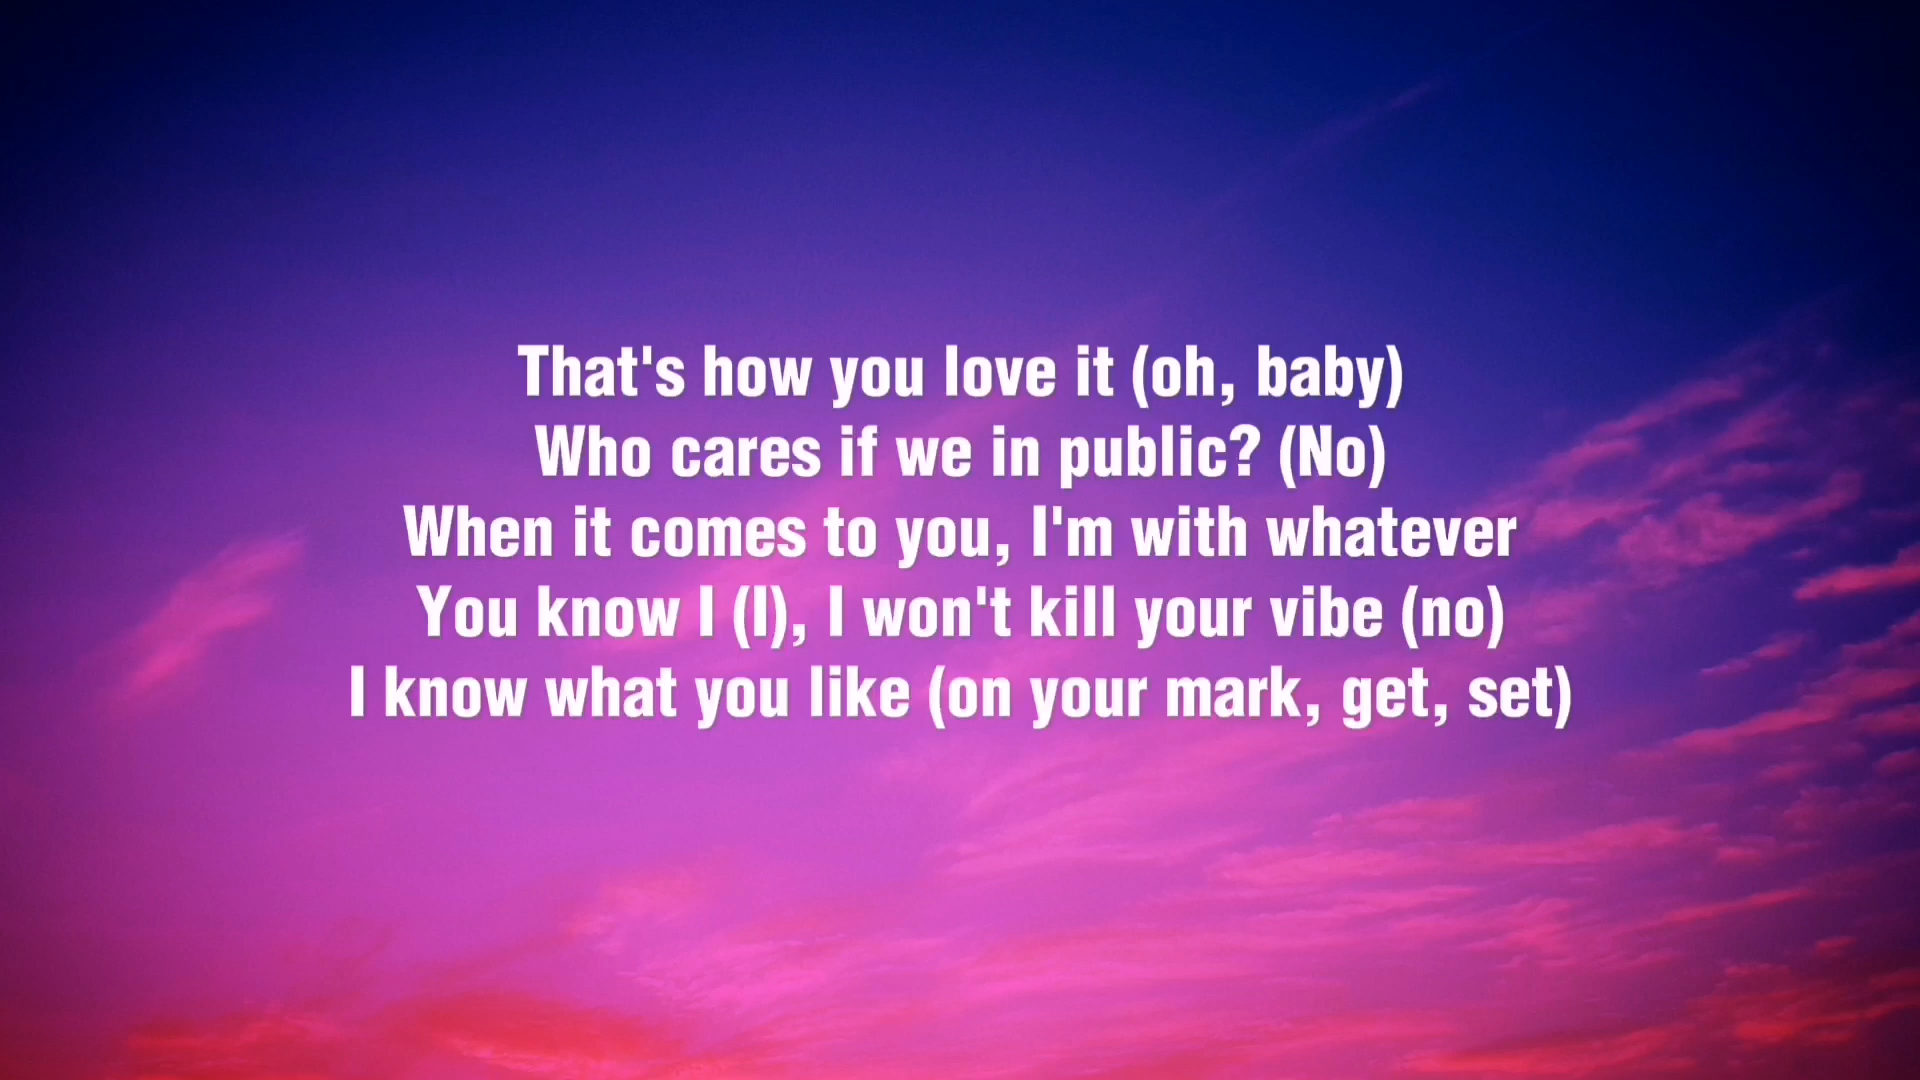 That's how you love it (oh, baby)
Who cares if we in public? (No)
When it comes to you, I'm with whatever
You know I (I), I won't kill your vibe (no)
I know what you like (on your mark, get, set)